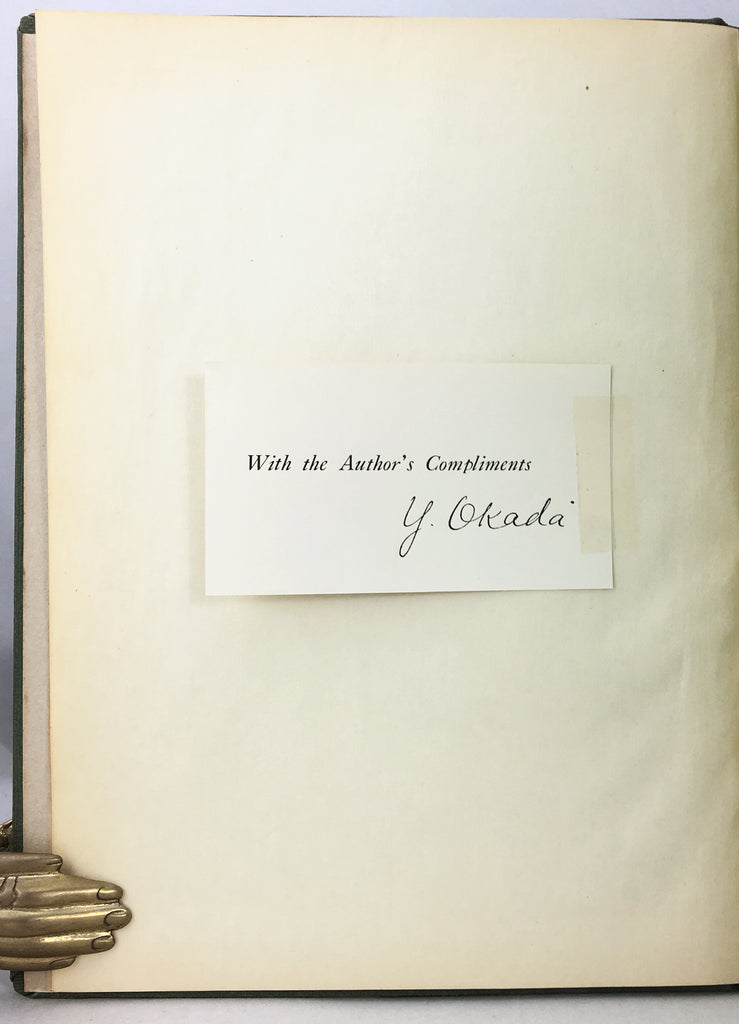 With the Author's Compliments
Y. Okada